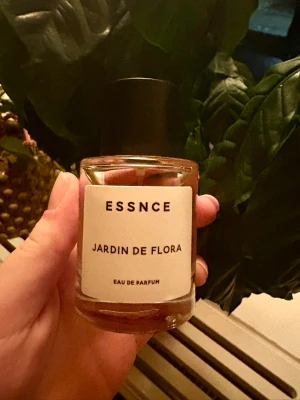 ESSNCE
JARDIN DE FLORA
EAU DE PARFUM